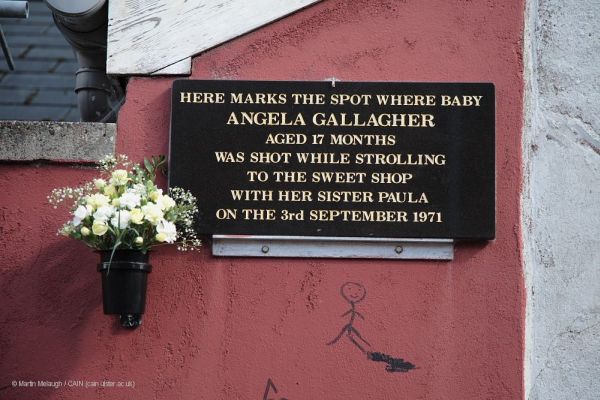 HERE MARKS THE SPOT WHERE BABY
ANGELA GALLAGHER
AGED 17 MONTHS
WAS SHOT WHILE STROLLING
TO THE SWEET SHOP
WITH HER SISTER PAULA
ON THE 3rd SEPTEMBER 1971
© Martin Melaugh / CAIN (cain.ulster.ac.uk)